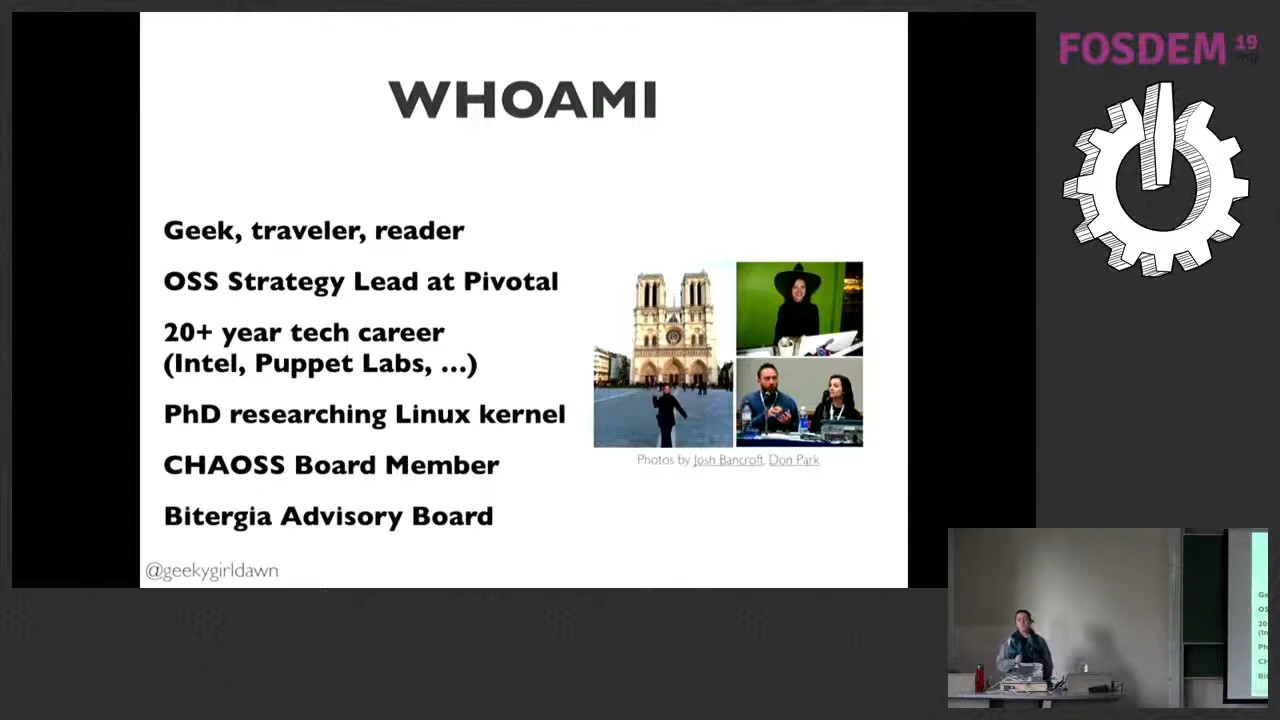 WHOAMI
Geek, traveler, reader
OSS Strategy Lead at Pivotal
20+ year tech career
(Intel, Puppet Labs, ...)
PhD researching Linux kernel
CHAOSS Board Member
Bitergia Advisory Board
Photos by Josh Bancroft, Don Park
@geekygirldawn
FOSDEM 19
.org